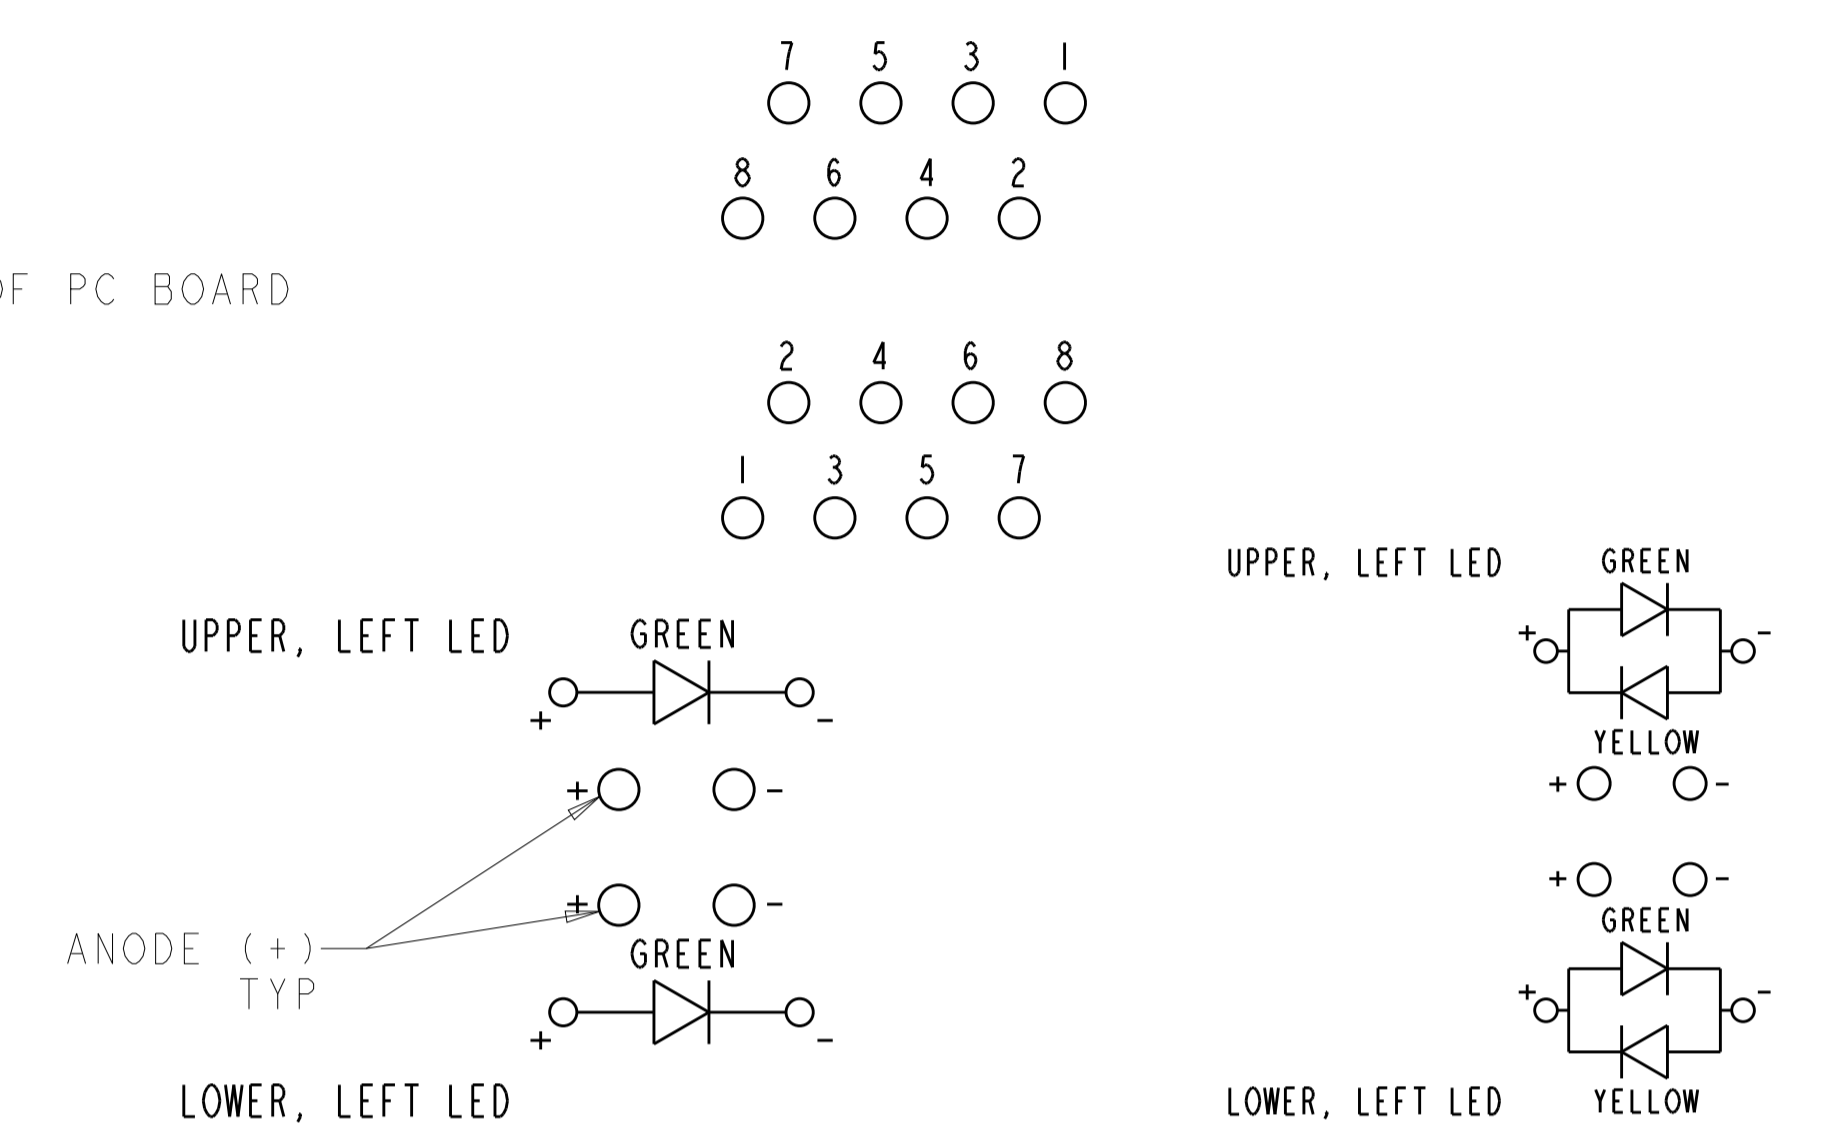 7 5 3 1
8 6 4 2
OF PC BOARD
2 4 6 8
1 3 5 7
UPPER, LEFT LED GREEN
+ -
YELLOW
+ -
+ -
GREEN
+ -
LOWER, LEFT LED YELLOW
UPPER, LEFT LED GREEN
+ -
+ -
+ -
ANODE (+)
TYP
GREEN
+ -
LOWER, LEFT LED